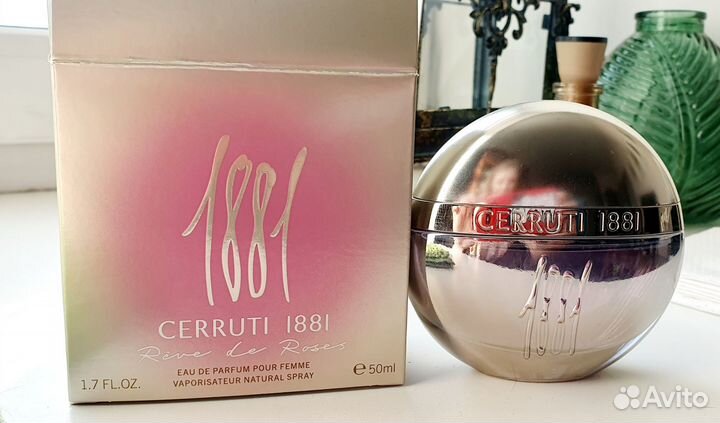 1881
CERRUTI 1881
Rêve de Roses
EAU DE PARFUM POUR FEMME
1.7 FL.OZ. VAPORISATEUR NATURAL SPRAY e50ml
CERRUTI 1881
1881
Avito